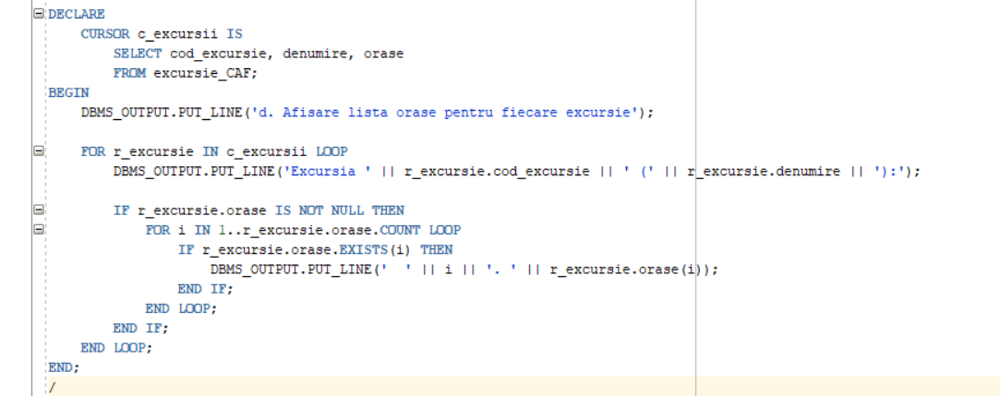 DECLARE
    CURSOR c_excursii IS
        SELECT cod_excursie, denumire, orase
        FROM excursie_CAF;
BEGIN
    DBMS_OUTPUT.PUT_LINE('d. Afisare lista orase pentru fiecare excursie');

    FOR r_excursie IN c_excursii LOOP
        DBMS_OUTPUT.PUT_LINE('Excursia ' || r_excursie.cod_excursie || ' (' || r_excursie.denumire || '):');

        IF r_excursie.orase IS NOT NULL THEN
            FOR i IN 1..r_excursie.orase.COUNT LOOP
                IF r_excursie.orase.EXISTS(i) THEN
                    DBMS_OUTPUT.PUT_LINE('  ' || i || '. ' || r_excursie.orase(i));
                END IF;
            END LOOP;
        END IF;
    END LOOP;
END;
/